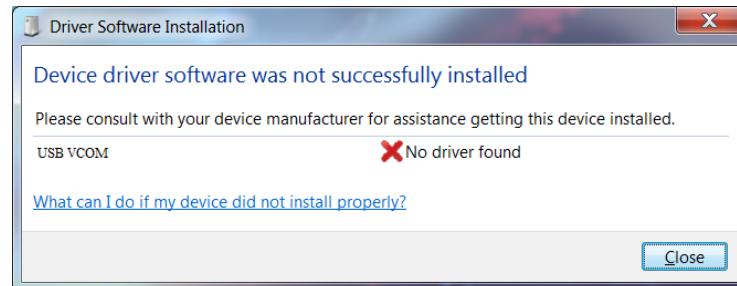 Driver Software Installation
Device driver software was not successfully installed
Please consult with your device manufacturer for assistance getting this device installed.
USB VCOM No driver found
What can I do if my device did not install properly?
Close